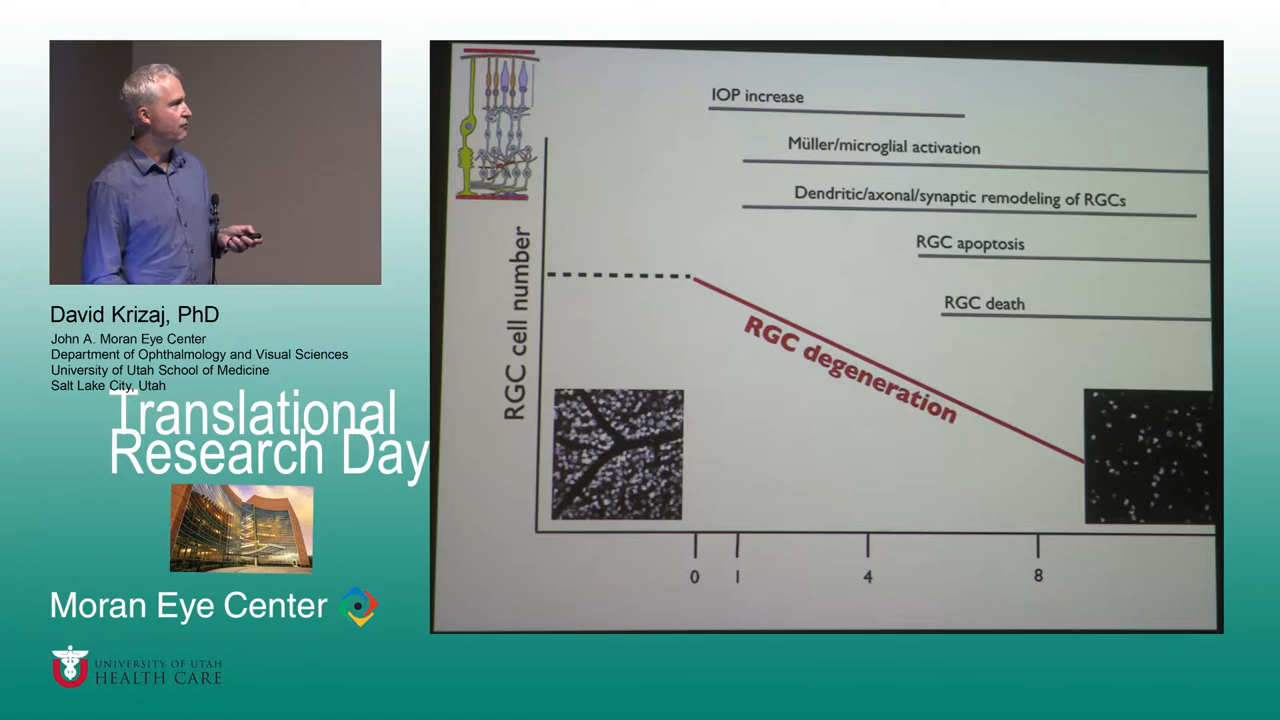 David Krizaj, PhD
John A. Moran Eye Center
Department of Ophthalmology and Visual Sciences
University of Utah School of Medicine
Salt Lake City, Utah
Translational
Research Day
Moran Eye Center
UNIVERSITY OF UTAH
HEALTH CARE
IOP increase
Müller/microglial activation
Dendritic/axonal/synaptic remodeling of RGCs
RGC apoptosis
RGC death
RGC cell number
RGC degeneration
0 1 4 8